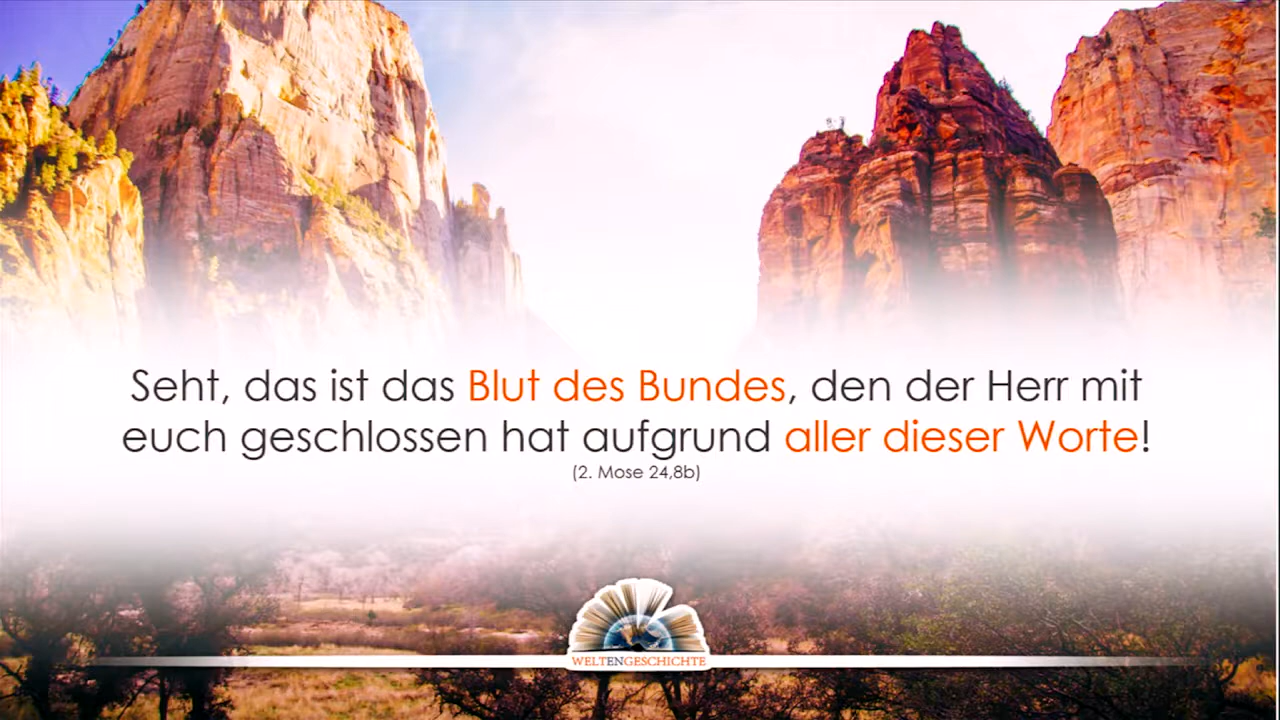 Seht, das ist das Blut des Bundes, den der Herr mit
euch geschlossen hat aufgrund aller dieser Worte!
(2. Mose 24,8b)
WELTENGESCHICHTE